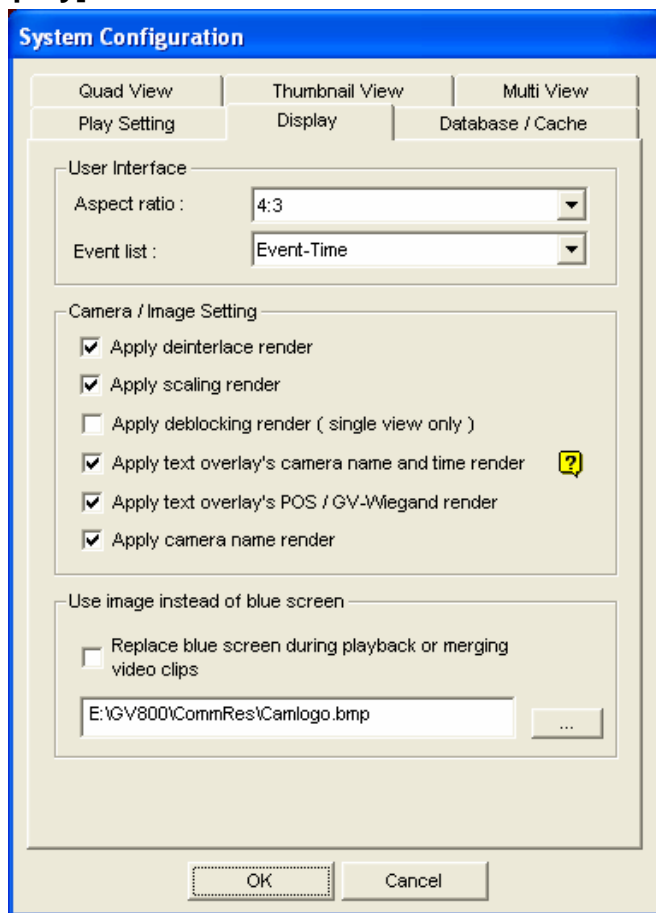 System Configuration
Quad View
Thumbnail View
Multi View
Play Setting
Display
Database / Cache
User Interface
Aspect ratio :
4:3
Event list :
Event-Time
Camera / Image Setting
Apply deinterlace render
Apply scaling render
Apply deblocking render ( single view only )
Apply text overlay's camera name and time render
?
Apply text overlay's POS / GV-Wiegand render
Apply camera name render
Use image instead of blue screen
Replace blue screen during playback or merging
video clips
E:\GV800\CommRes\Camlogo.bmp
...
OK
Cancel